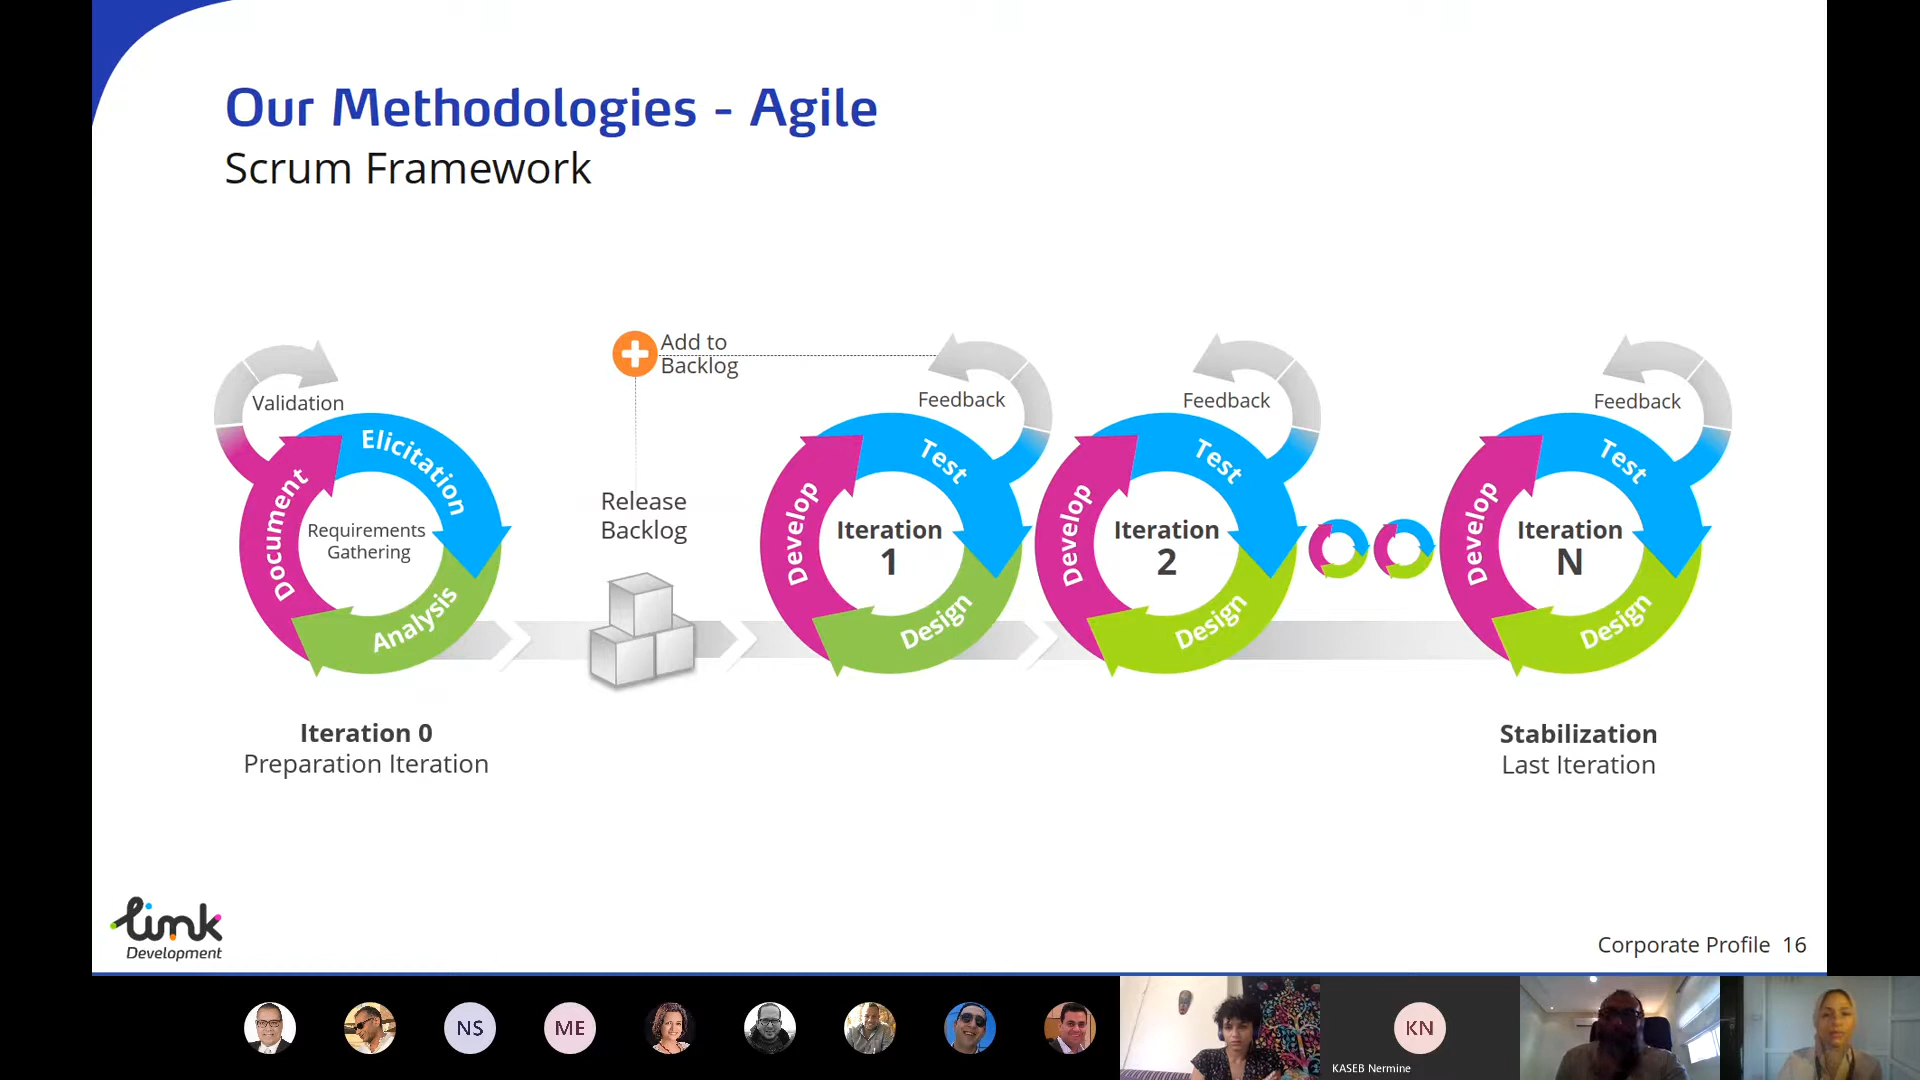 Our Methodologies - Agile
Scrum Framework
Add to
Backlog
Validation
Feedback
Feedback
Feedback
Elicitation
Document
Analysis
Requirements
Gathering
Release
Backlog
Test
Develop
Design
Iteration
1
Test
Develop
Design
Iteration
2
Test
Develop
Design
Iteration
N
Iteration 0
Preparation Iteration
Stabilization
Last Iteration
link
Development
Corporate Profile 16
NS
ME
KN
KASEB Nermine